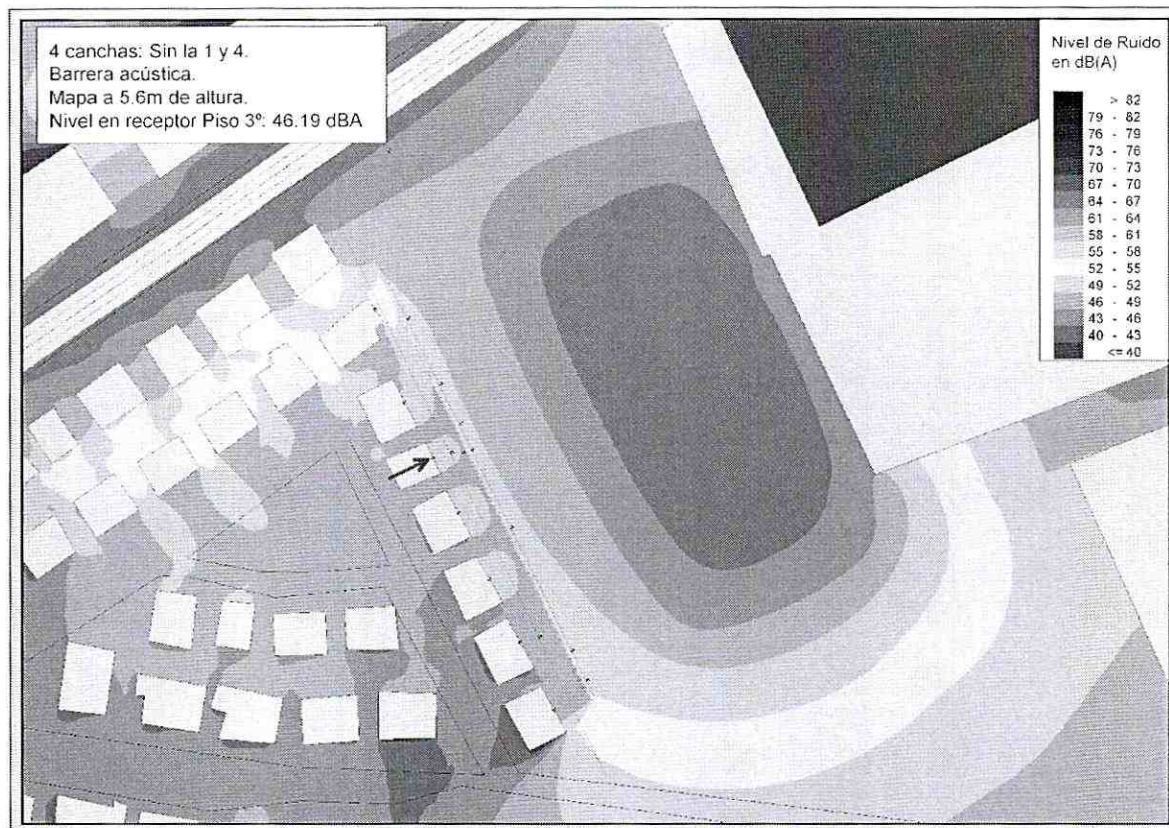 4 canchas: Sin la 1 y 4.
Barrera acústica.
Mapa a 5.6m de altura.
Nivel en receptor Piso 3º: 46.19 dBA
Nivel de Ruido
en dB(A)
> 82
79 - 82
76 - 79
73 - 76
70 - 73
67 - 70
64 - 67
61 - 64
58 - 61
55 - 58
52 - 55
49 - 52
46 - 49
43 - 46
40 - 43
<= 40